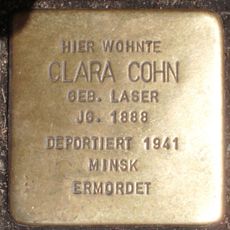 HIER WOHNTE
CLARA COHN
GEB. LASER
JG. 1888
DEPORTIERT 1941
MINSK
ERMORDET